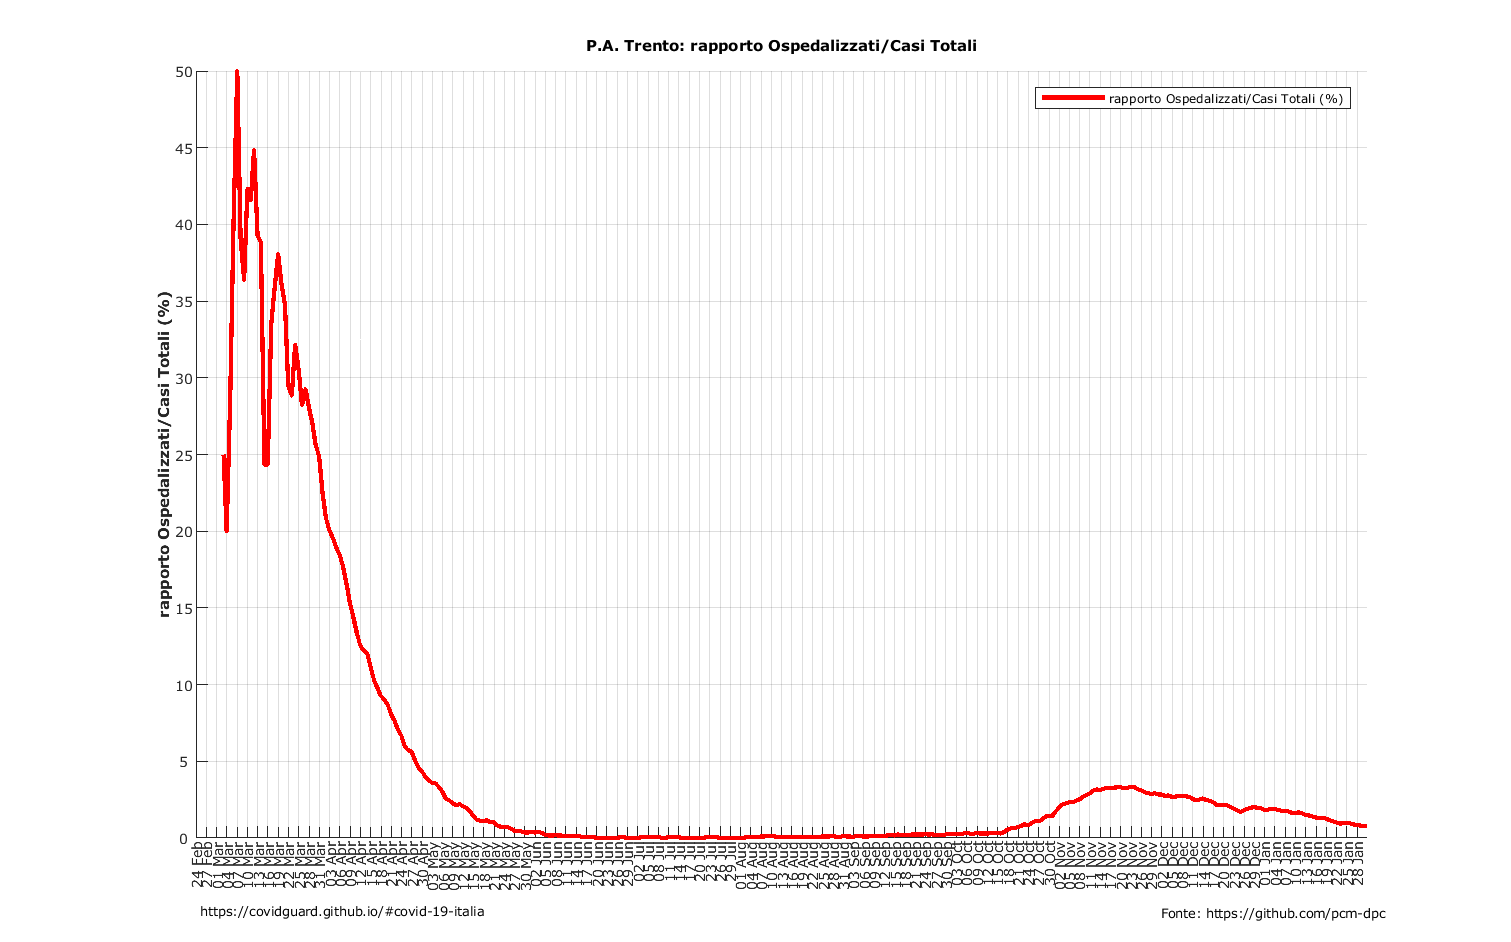 P.A. Trento: rapporto Ospedalizzati/Casi Totali
rapporto Ospedalizzati/Casi Totali (%)
rapporto Ospedalizzati/Casi Totali (%)
50
45
40
35
30
25
20
15
10
5
0
24 Feb
27 Feb
01 Mar
04 Mar
07 Mar
10 Mar
13 Mar
16 Mar
19 Mar
22 Mar
25 Mar
28 Mar
31 Mar
03 Apr
06 Apr
09 Apr
12 Apr
15 Apr
18 Apr
21 Apr
24 Apr
27 Apr
30 Apr
03 May
06 May
09 May
12 May
15 May
18 May
21 May
24 May
27 May
30 May
02 Jun
05 Jun
08 Jun
11 Jun
14 Jun
17 Jun
20 Jun
23 Jun
26 Jun
29 Jun
02 Jul
05 Jul
08 Jul
11 Jul
14 Jul
17 Jul
20 Jul
23 Jul
26 Jul
29 Jul
01 Aug
04 Aug
07 Aug
10 Aug
13 Aug
16 Aug
19 Aug
22 Aug
25 Aug
28 Aug
31 Aug
03 Sep
06 Sep
09 Sep
12 Sep
15 Sep
18 Sep
21 Sep
24 Sep
27 Sep
30 Sep
03 Oct
06 Oct
09 Oct
12 Oct
15 Oct
18 Oct
21 Oct
24 Oct
27 Oct
30 Oct
02 Nov
05 Nov
08 Nov
11 Nov
14 Nov
17 Nov
20 Nov
23 Nov
26 Nov
29 Nov
02 Dec
05 Dec
08 Dec
11 Dec
14 Dec
17 Dec
20 Dec
23 Dec
26 Dec
29 Dec
01 Jan
04 Jan
07 Jan
10 Jan
13 Jan
16 Jan
19 Jan
22 Jan
25 Jan
28 Jan
https://covidguard.github.io/#covid-19-italia
Fonte: https://github.com/pcm-dpc